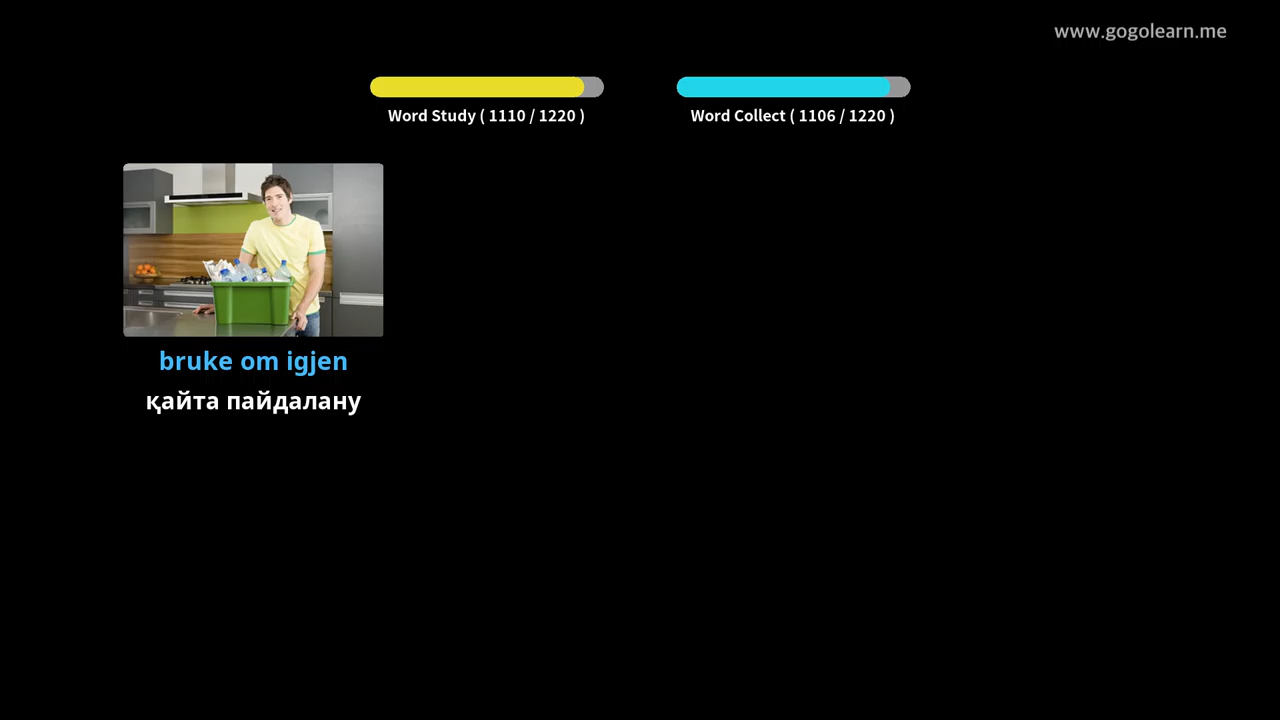 www.gogolearn.me
Word Study ( 1110 / 1220 )
Word Collect ( 1106 / 1220 )
bruke om igjen
қайта пайдалану